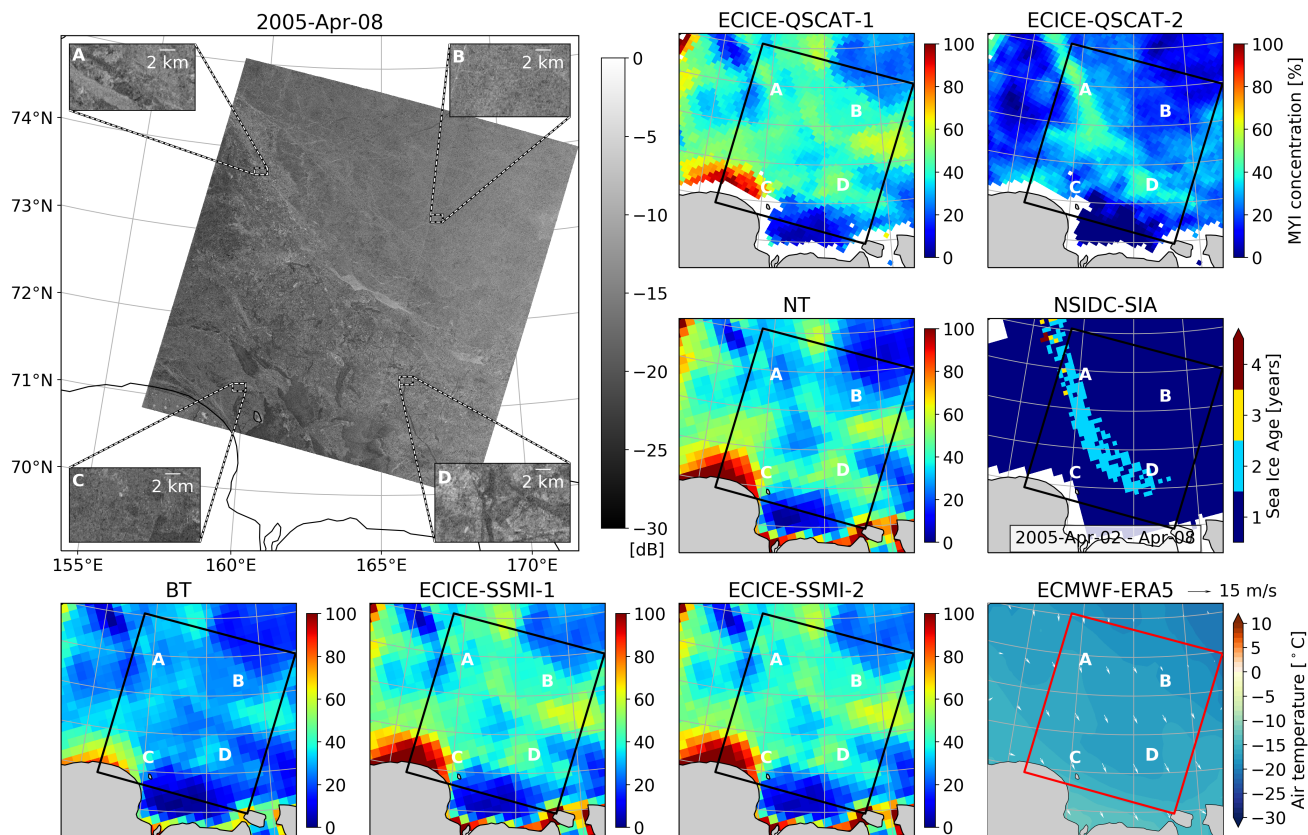 2005-Apr-08
A
2 km
B
2 km
C
2 km
D
2 km
74°N
73°N
72°N
71°N
70°N
155°E
160°E
165°E
170°E
0
−5
−10
−15
−20
−25
−30
[dB]
ECICE-QSCAT-1
A
B
C
D
100
80
60
40
20
0
ECICE-QSCAT-2
A
B
C
D
100
80
60
40
20
0
MYI concentration [%]
NT
A
B
C
D
100
80
60
40
20
0
NSIDC-SIA
A
B
C
D
2005-Apr-02 - Apr-08
4
3
2
1
Sea Ice Age [years]
BT
A
B
C
D
100
80
60
40
20
0
ECICE-SSMI-1
A
B
C
D
100
80
60
40
20
0
ECICE-SSMI-2
A
B
C
D
100
80
60
40
20
0
ECMWF-ERA5
15 m/s
A
B
C
D
10
5
0
−5
−10
−15
−20
−25
−30
Air temperature [°C]